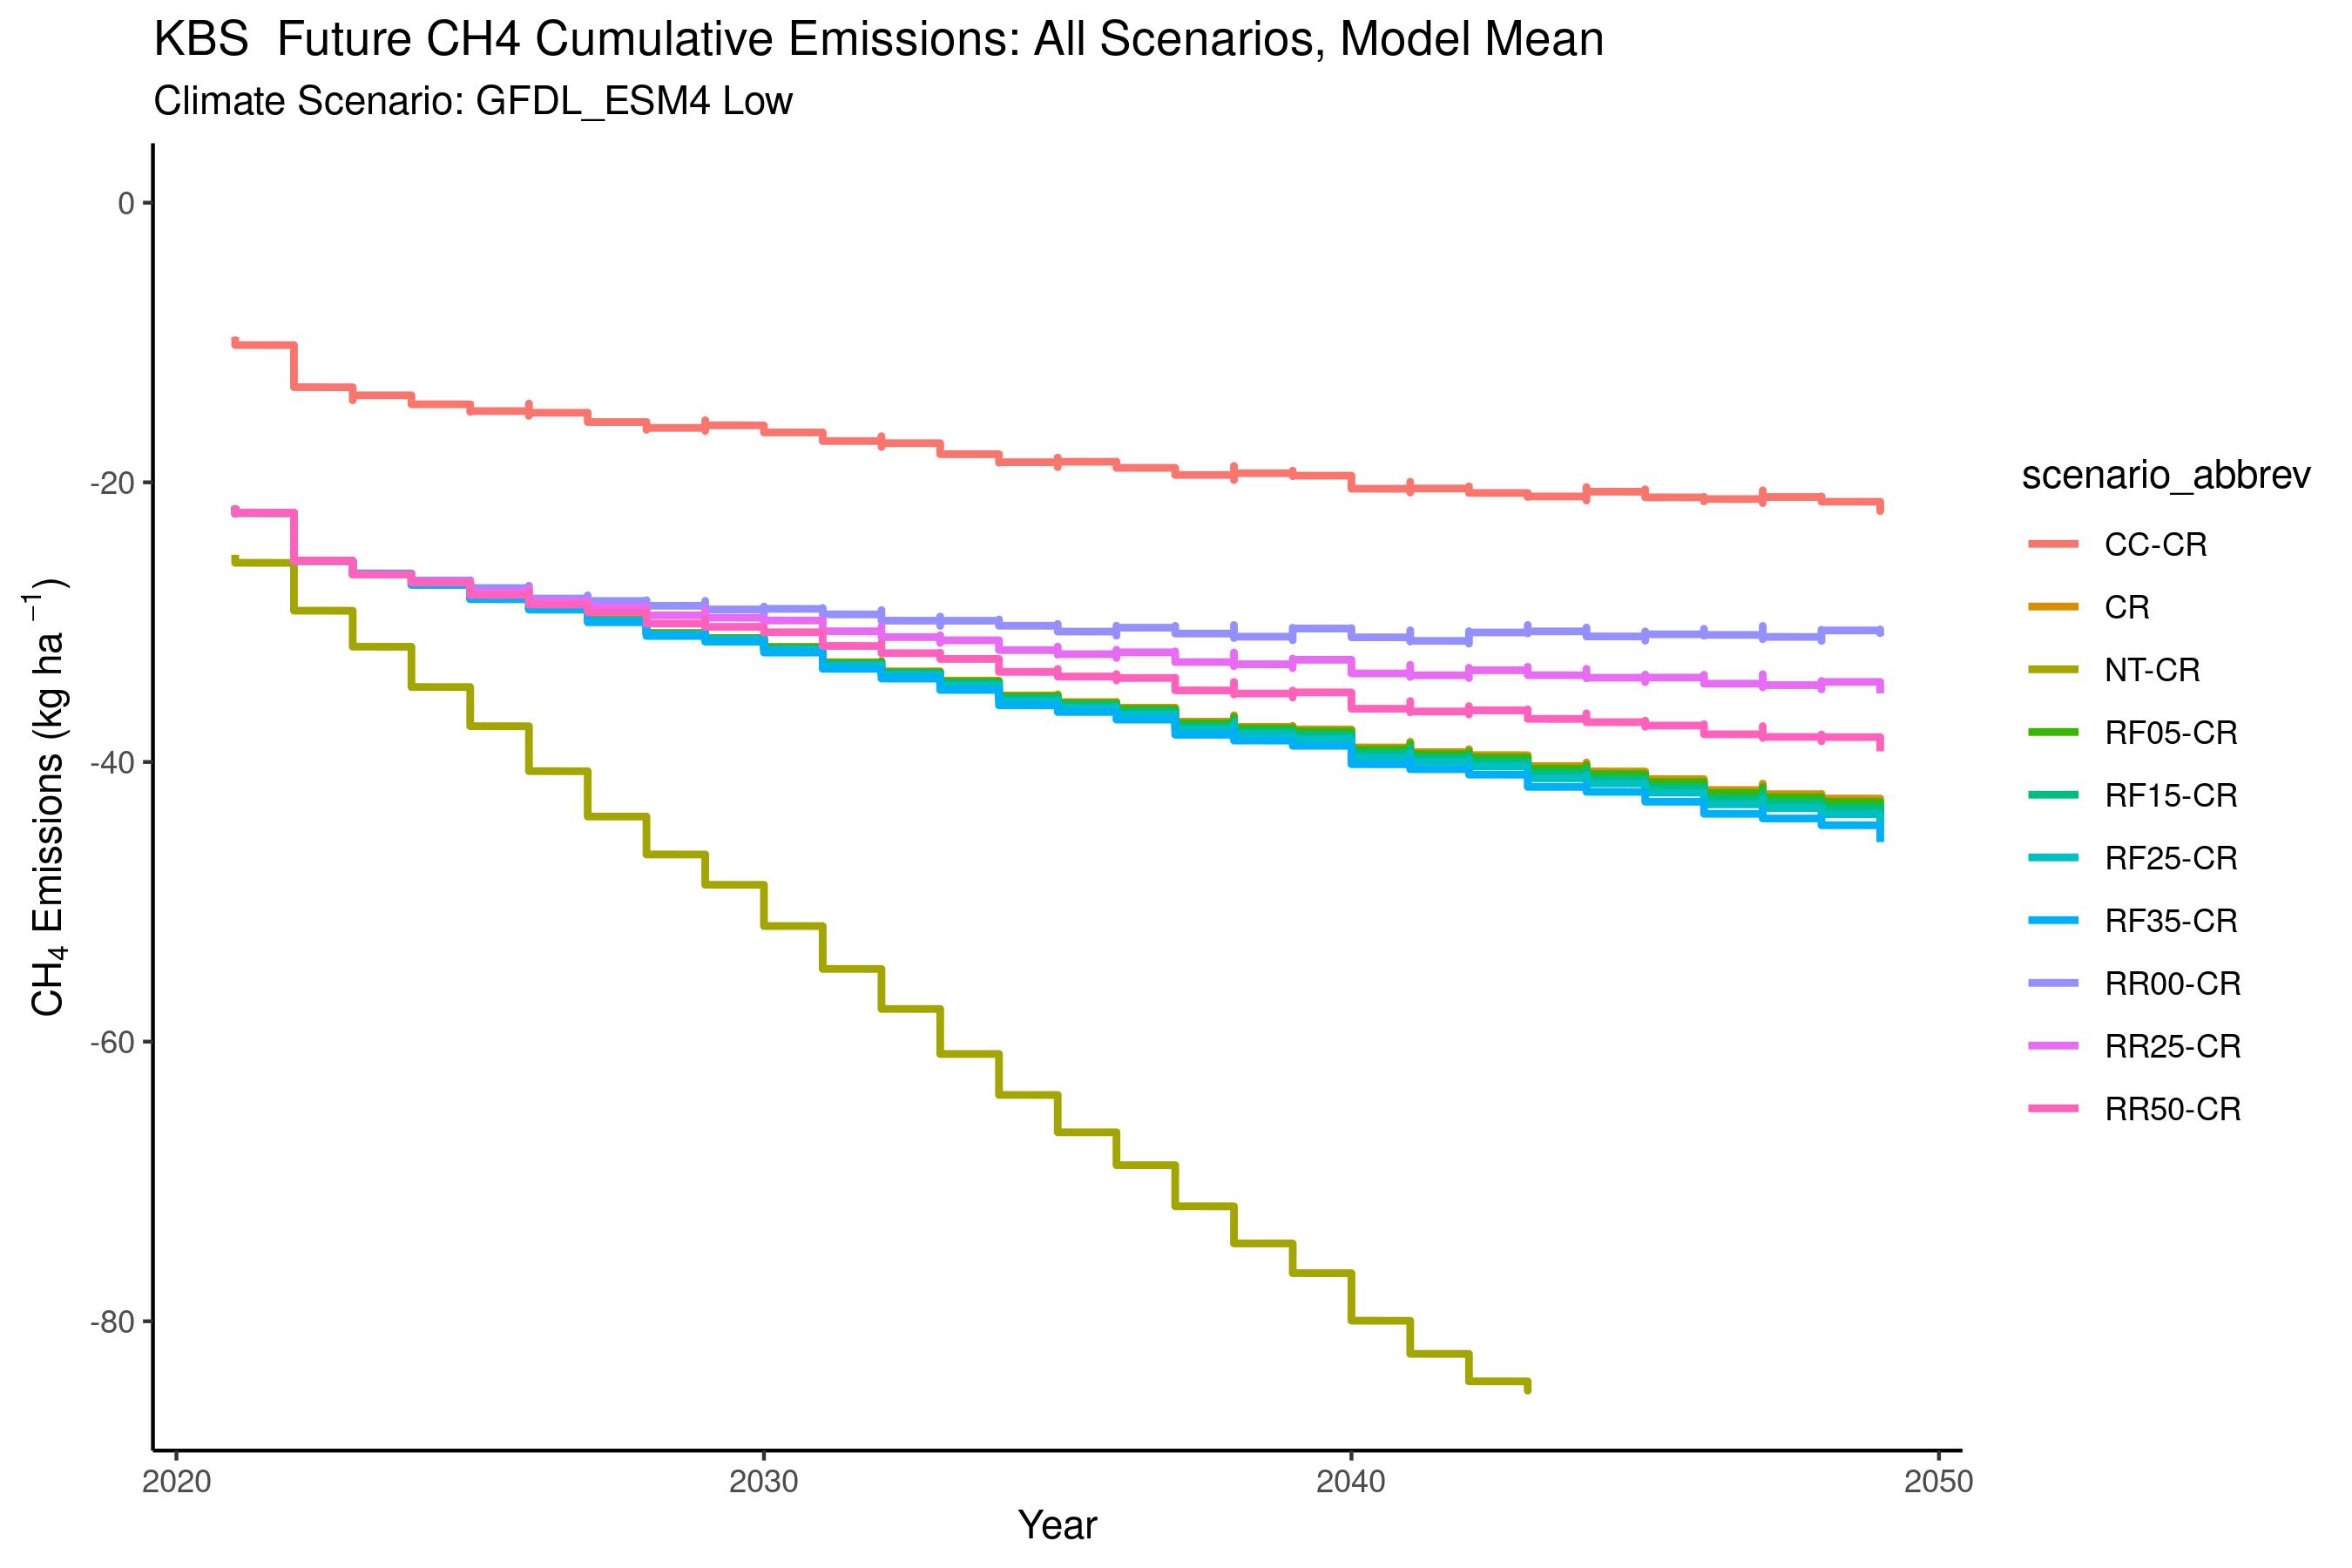 KBS  Future CH4 Cumulative Emissions: All Scenarios, Model Mean
Climate Scenario: GFDL_ESM4 Low
CH₄ Emissions (kg ha ⁻¹)
0
-20
-40
-60
-80
2020
2030
2040
2050
Year
scenario_abbrev
CC-CR
CR
NT-CR
RF05-CR
RF15-CR
RF25-CR
RF35-CR
RR00-CR
RR25-CR
RR50-CR